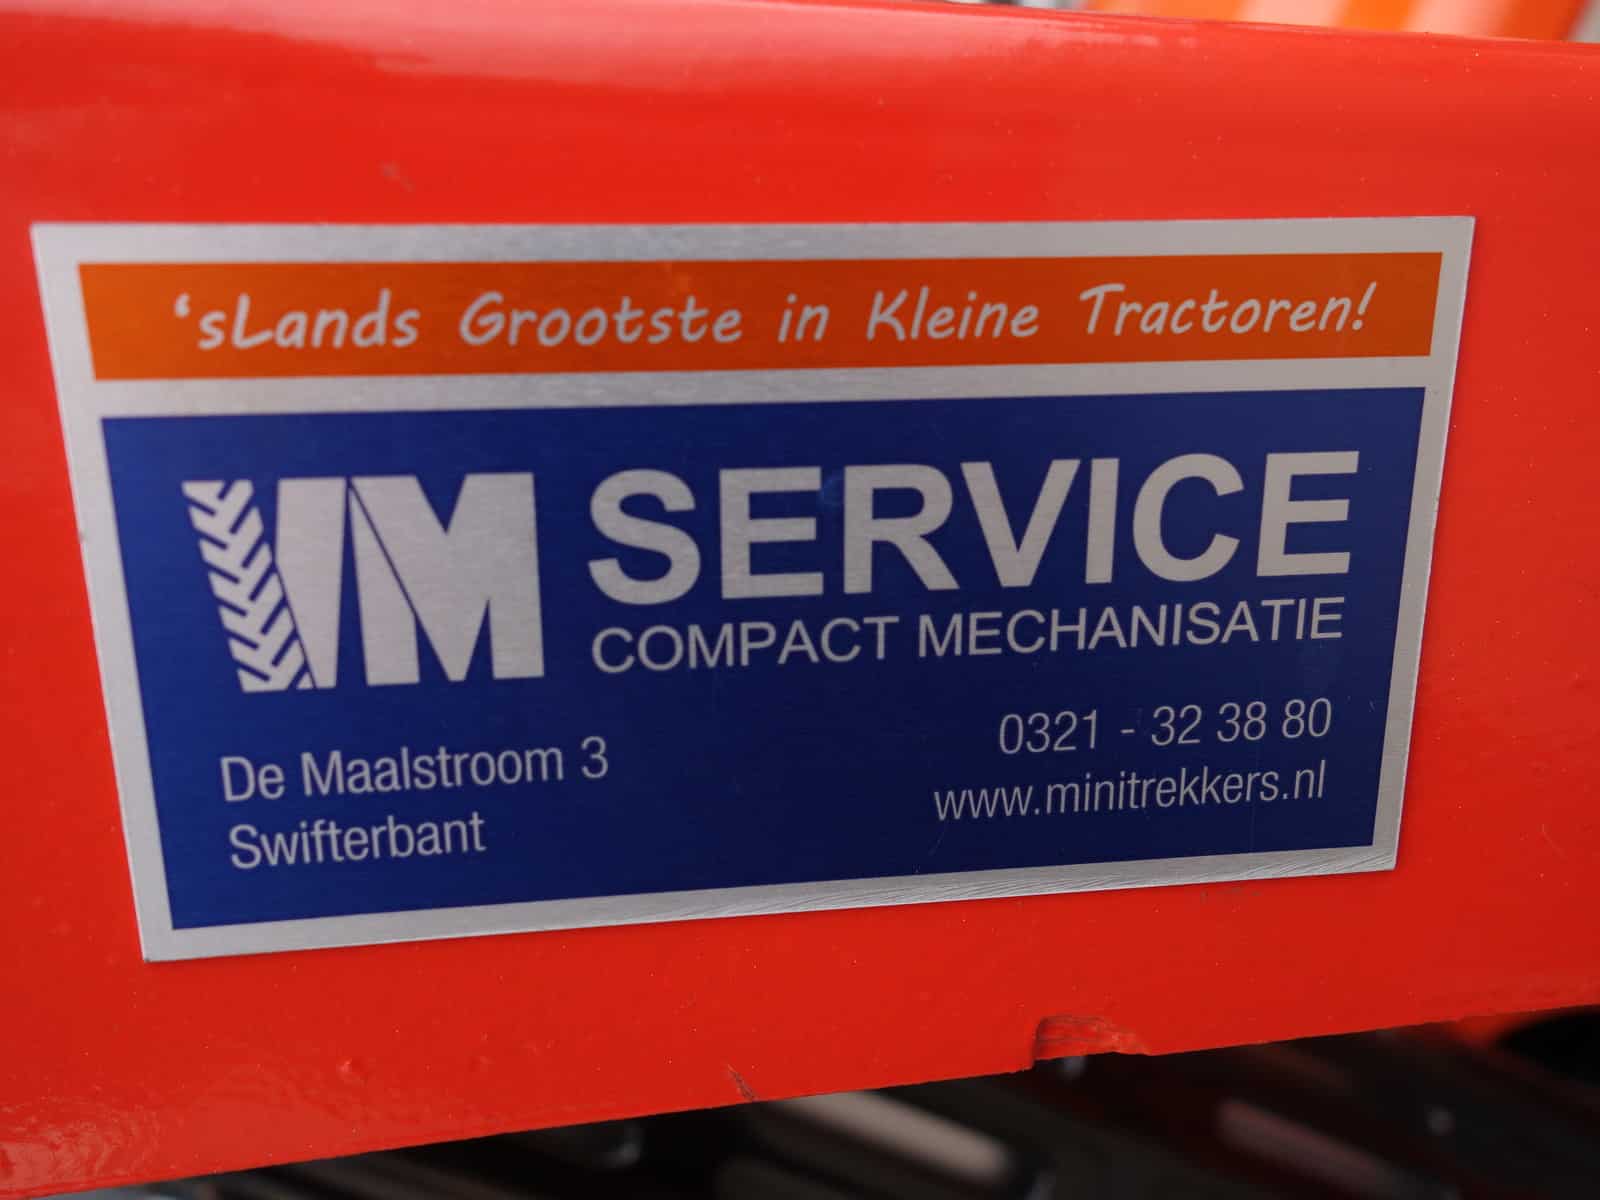 ‘sLands Grootste in Kleine Tractoren!
VM SERVICE
COMPACT MECHANISATIE
De Maalstroom 3
Swifterbant
0321 - 32 38 80
www.minitrekkers.nl